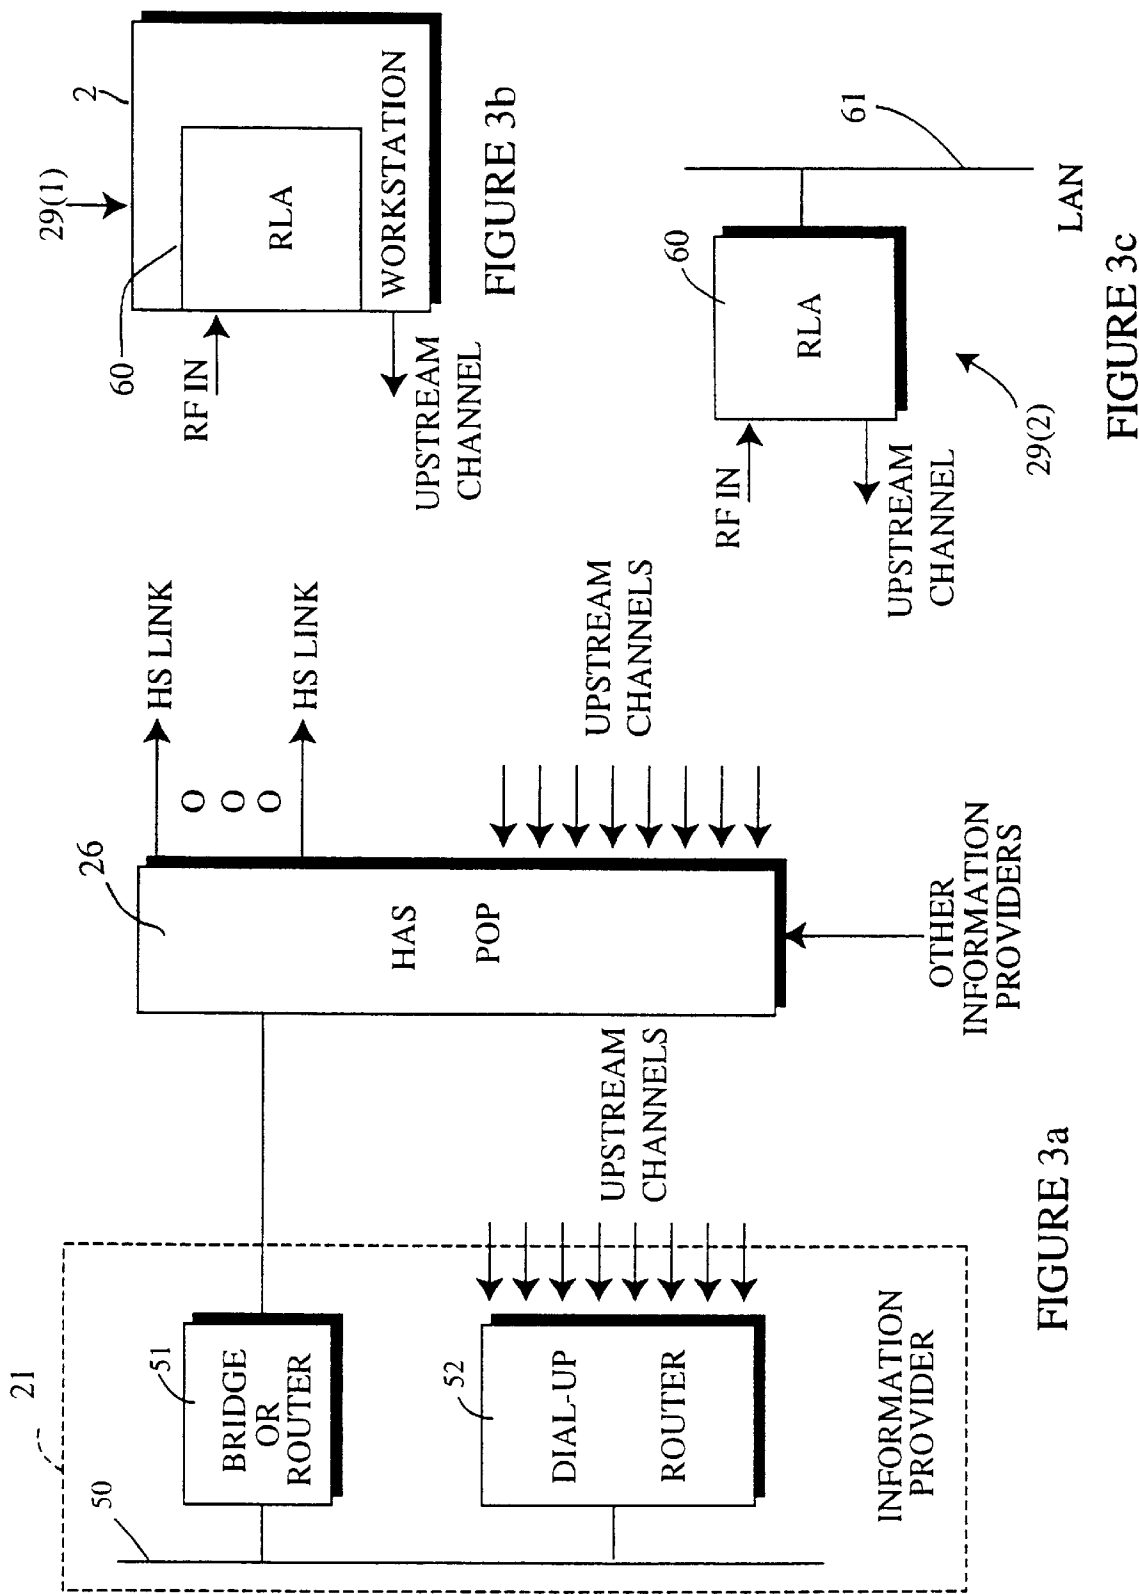 21
50
51
BRIDGE
OR
ROUTER
52
DIAL-UP
ROUTER
INFORMATION
PROVIDER
UPSTREAM
CHANNELS
26
HAS
POP
OTHER
INFORMATION
PROVIDERS
HS LINK
O
O
O
HS LINK
UPSTREAM
CHANNELS
FIGURE 3a
29(1)
2
60
RF IN
RLA
WORKSTATION
UPSTREAM
CHANNEL
FIGURE 3b
RF IN
60
RLA
UPSTREAM
CHANNEL
61
LAN
29(2)
FIGURE 3c